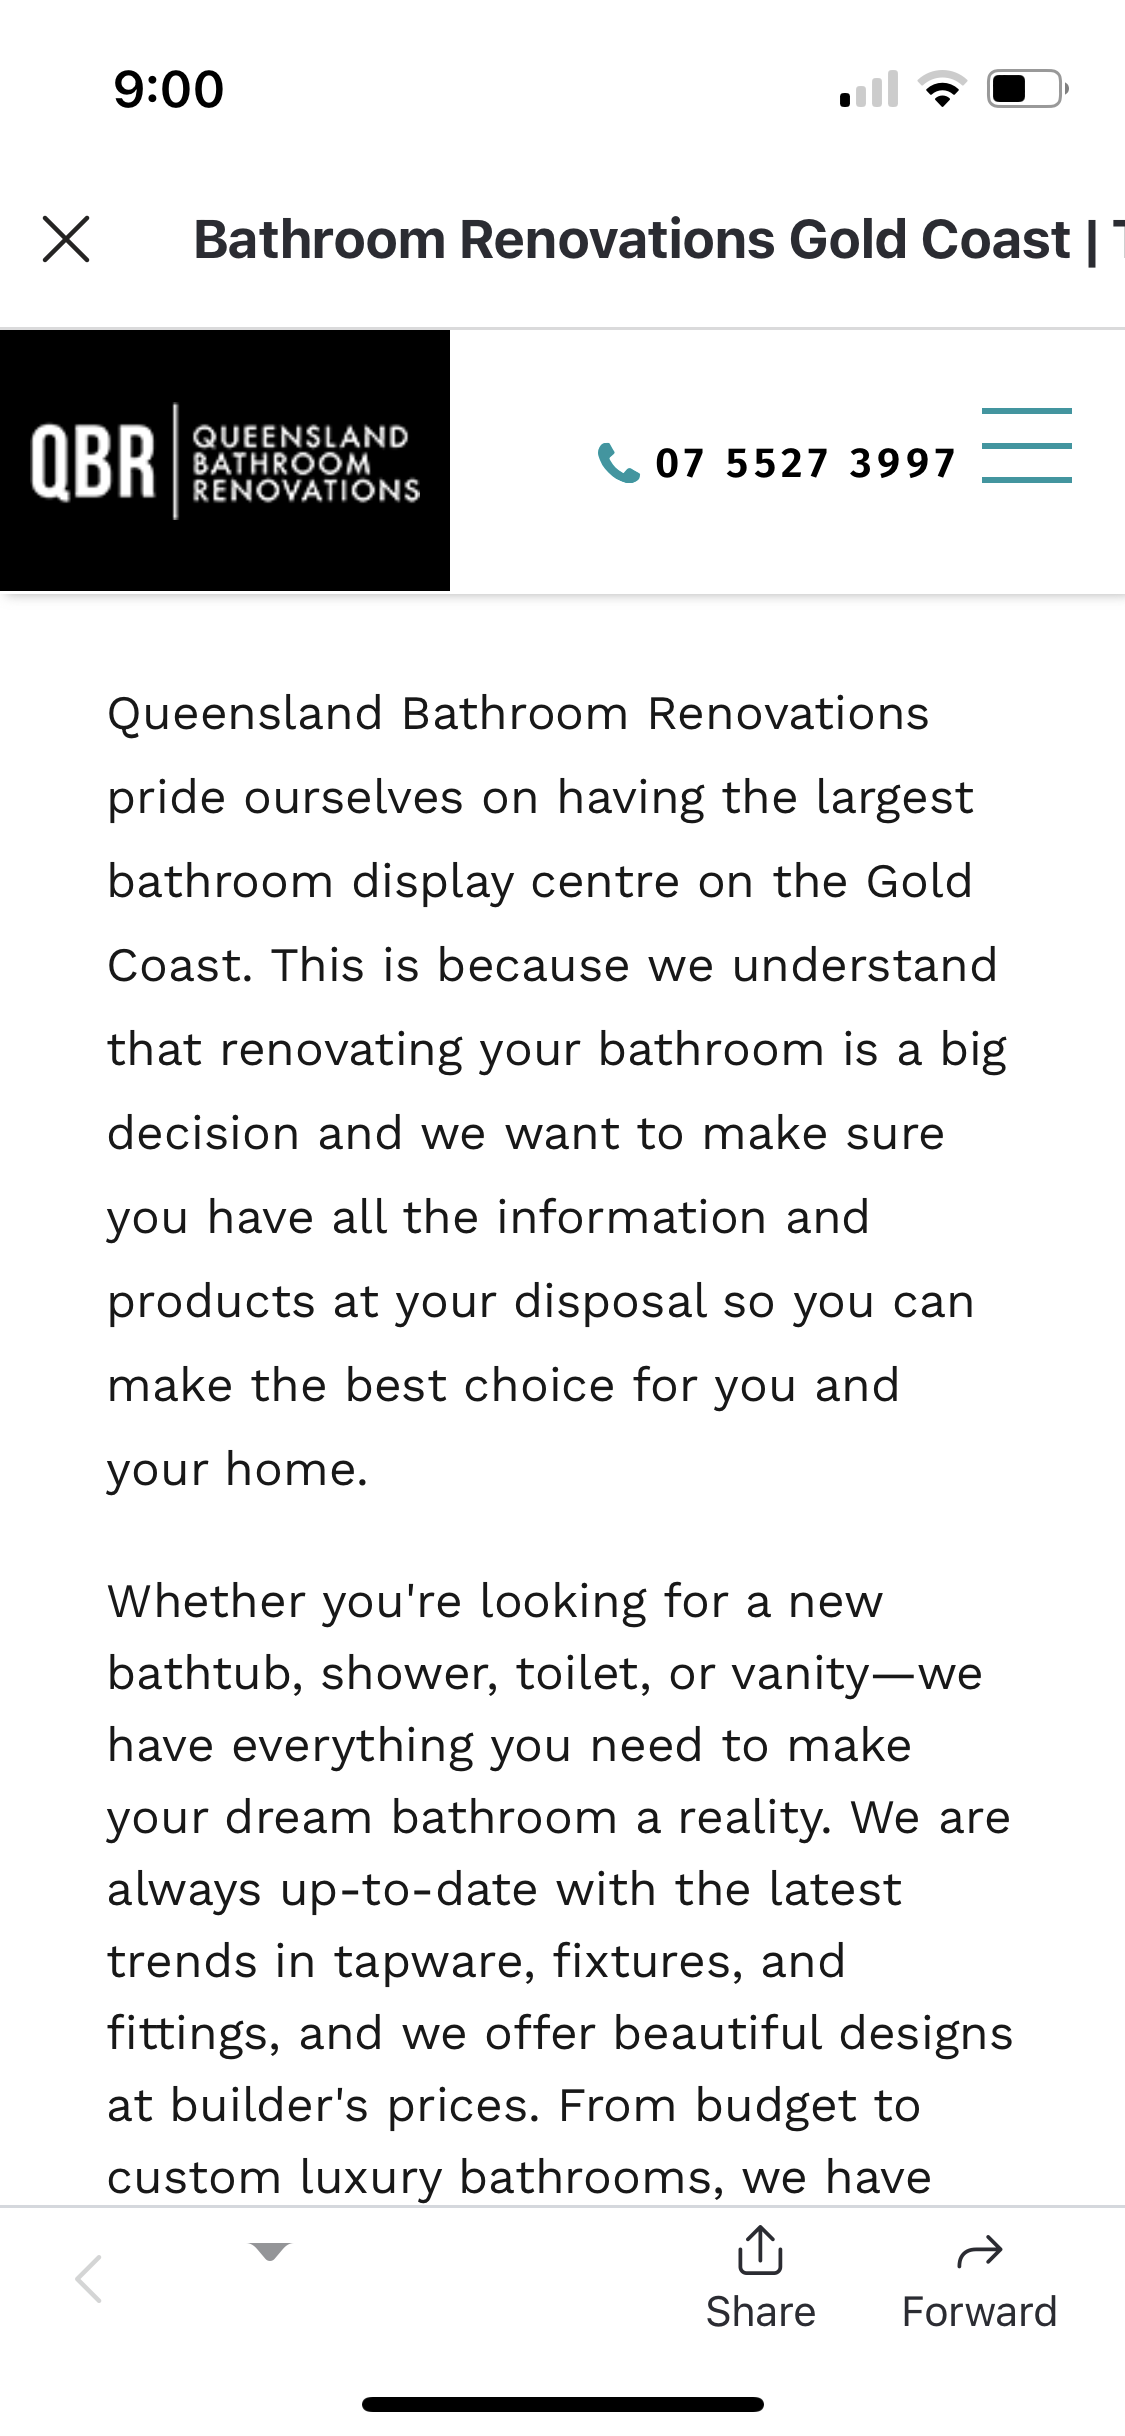 9:00
Bathroom Renovations Gold Coast |
QBR
QUEENSLAND
BATHROOM
RENOVATIONS
07 5527 3997
Queensland Bathroom Renovations
pride ourselves on having the largest
bathroom display centre on the Gold
Coast. This is because we understand
that renovating your bathroom is a big
decision and we want to make sure
you have all the information and
products at your disposal so you can
make the best choice for you and
your home.
Whether you're looking for a new
bathtub, shower, toilet, or vanity—we
have everything you need to make
your dream bathroom a reality. We are
always up-to-date with the latest
trends in tapware, fixtures, and
fittings, and we offer beautiful designs
at builder's prices. From budget to
custom luxury bathrooms, we have
Share
Forward